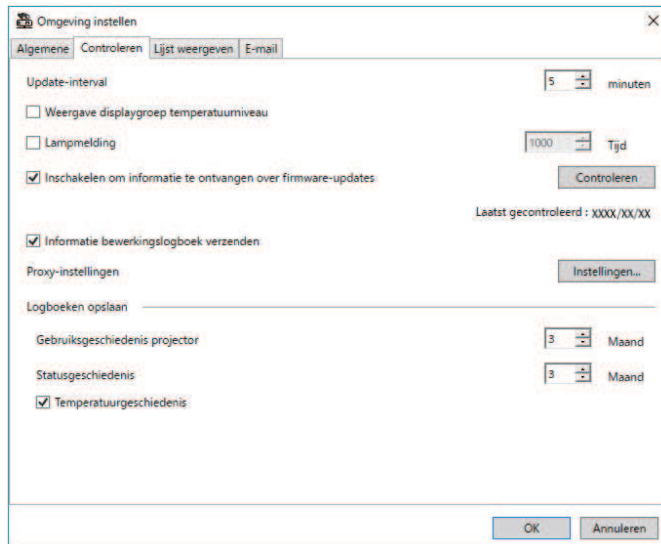 Omgeving instellen
Algemene Controleren Lijst weergeven E-mail
Update-interval 5 minuten
Weergave displaygroep temperatuurniveau
Lampmelding 1000 Tijd
Inschakelen om informatie te ontvangen over firmware-updates Controleren
Laatst gecontroleerd : XXXX/XX/XX
Informatie bewerkingslogboek verzenden
Proxy-instellingen Instellingen...
Logboeken opslaan
Gebruiksgeschiedenis projector 3 Maand
Statusgeschiedenis 3 Maand
Temperatuurgeschiedenis
OK Annuleren